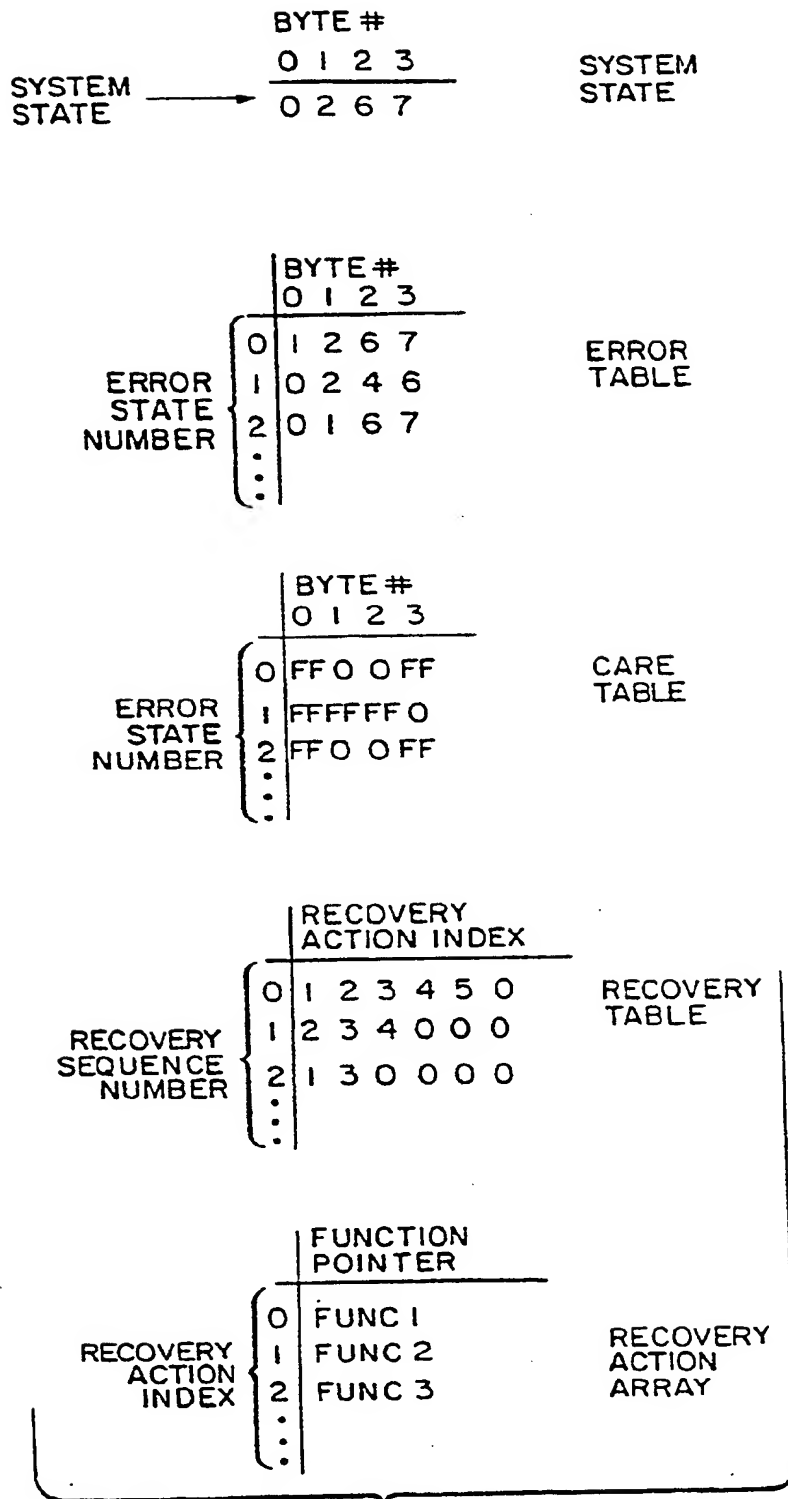 BYTE #
0 1 2 3
SYSTEM STATE
0 2 6 7
SYSTEM STATE
BYTE #
0 1 2 3
ERROR STATE NUMBER
0 1 2 6 7
1 0 2 4 6
2 0 1 6 7
ERROR TABLE
BYTE #
0 1 2 3
ERROR STATE NUMBER
0 FF 0 0 FF
1 FF FF FF 0
2 FF 0 0 FF
CARE TABLE
RECOVERY
ACTION INDEX
RECOVERY SEQUENCE NUMBER
0 1 2 3 4 5 0
1 2 3 4 0 0 0
2 1 3 0 0 0 0
RECOVERY TABLE
FUNCTION
POINTER
RECOVERY ACTION INDEX
0 FUNC 1
1 FUNC 2
2 FUNC 3
RECOVERY ACTION ARRAY